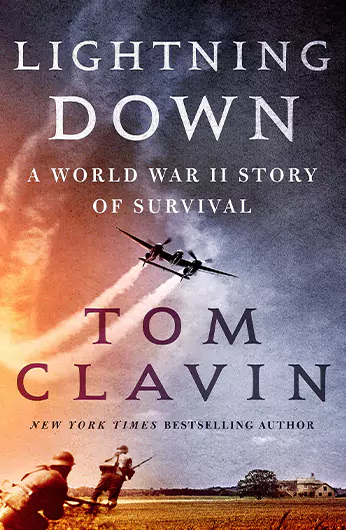 LIGHTNING
DOWN
A WORLD WAR II STORY
OF SURVIVAL
TOM
CLAVIN
NEW YORK TIMES BESTSELLING AUTHOR